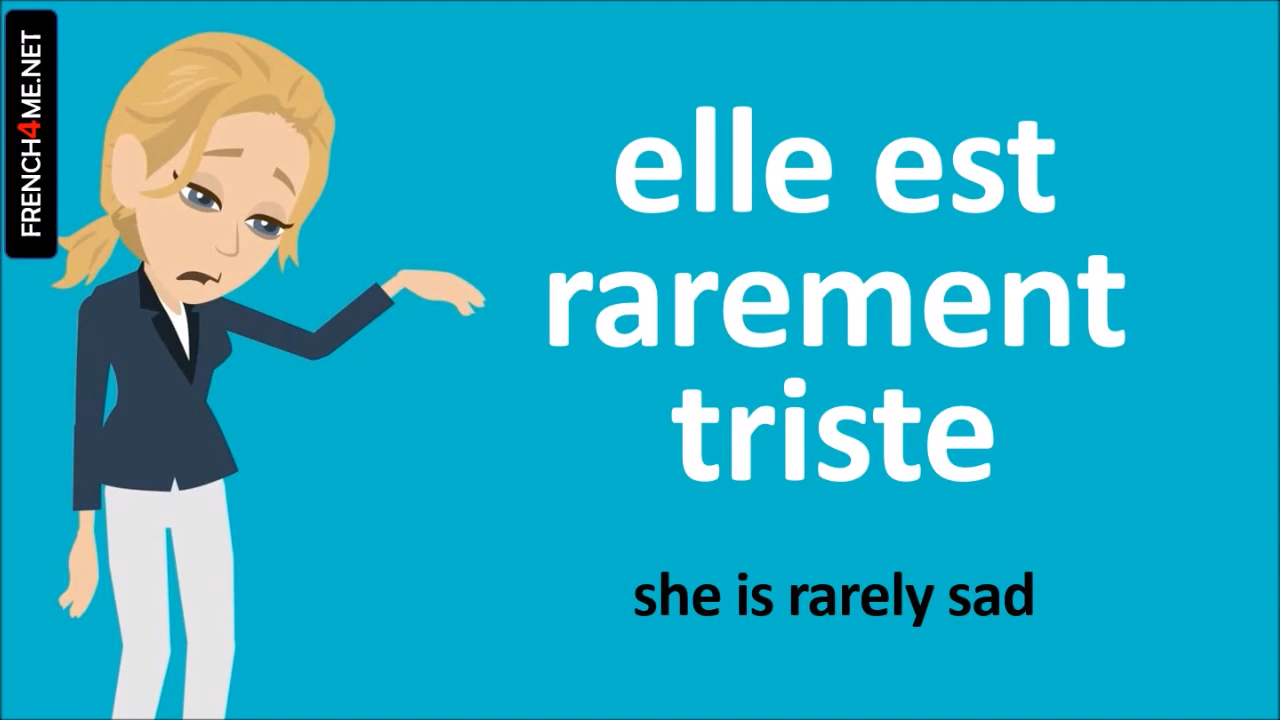 FRENCH4ME.NET
elle est
rarement
triste
she is rarely sad